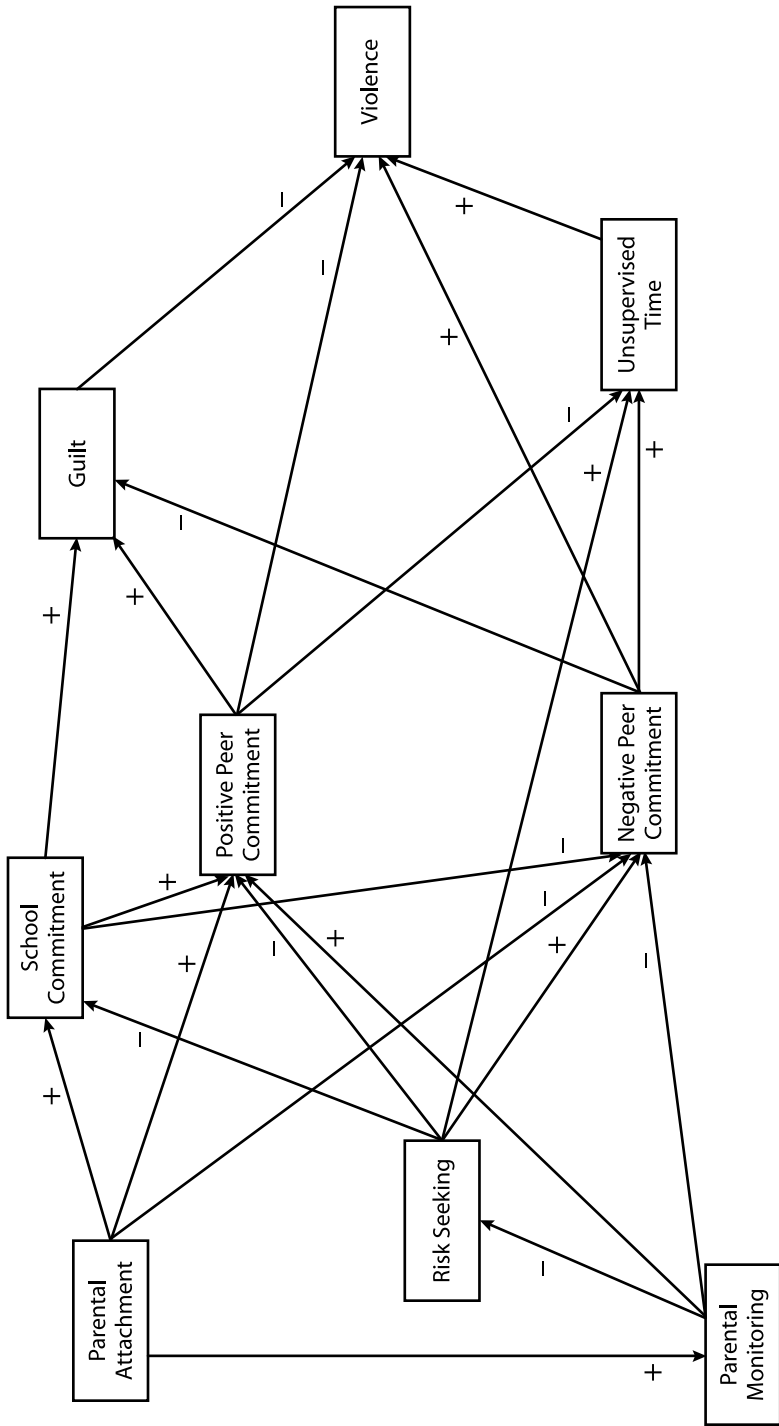 Parental
Attachment
+
+
School
Commitment
+
Guilt
+
+
−
+
−
−
Positive Peer
Commitment
−
−
Violence
−
+
Risk Seeking
−
−
+
+
−
+
−
+
Unsupervised
Time
+
Parental
Monitoring
−
Negative Peer
Commitment
+